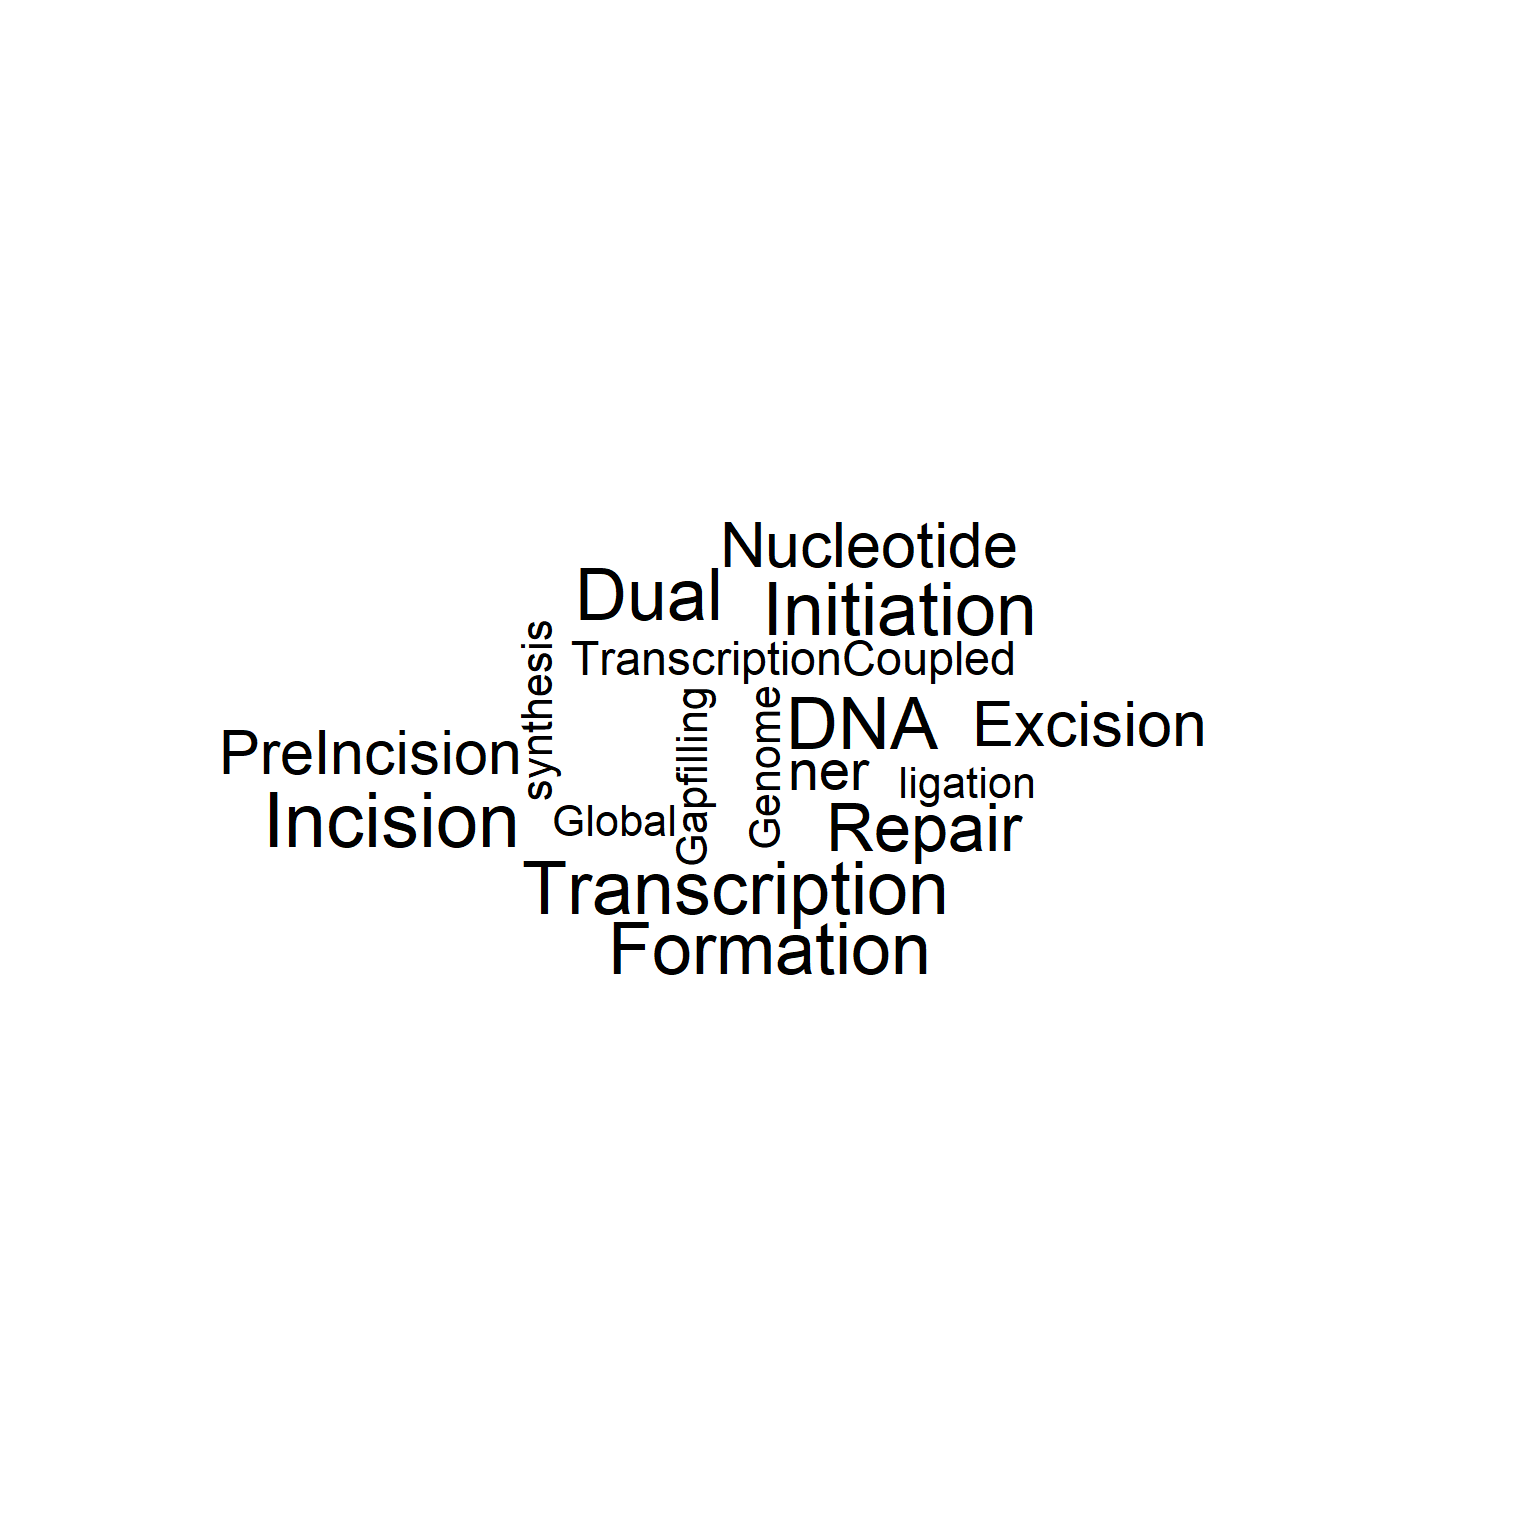 Nucleotide
Dual
Initiation
synthesis
TranscriptionCoupled
Gapfilling
Genome
DNA
Excision
PreIncision
ner
ligation
Incision
Global
Repair
Transcription
Formation